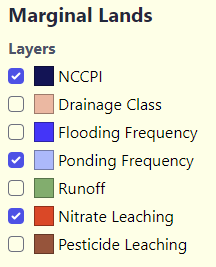 Marginal Lands
Layers
NCCPI
Drainage Class
Flooding Frequency
Ponding Frequency
Runoff
Nitrate Leaching
Pesticide Leaching